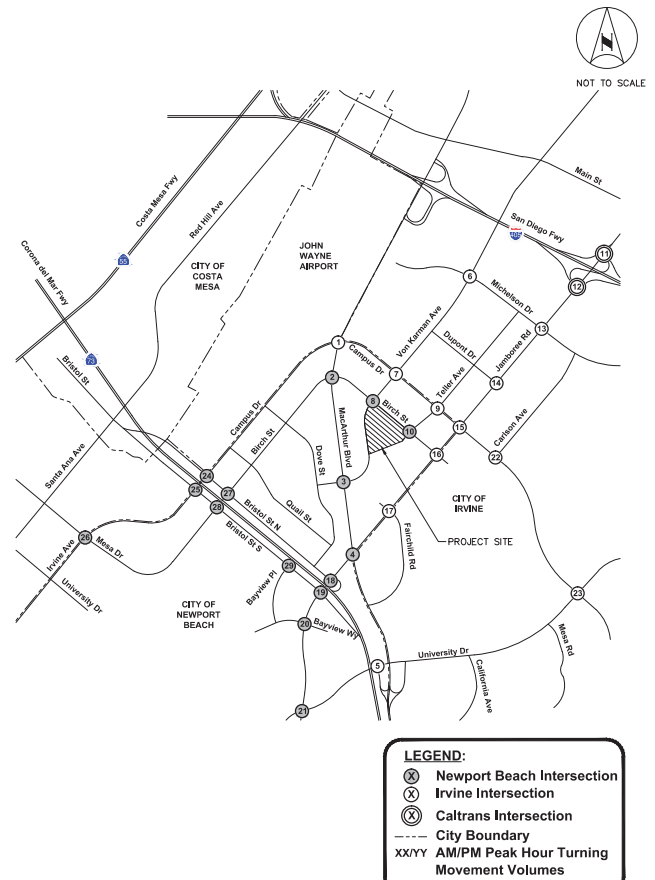 N
NOT TO SCALE
Main St
Costa Mesa Fwy
Red Hill Ave
San Diego Fwy
405
JOHN
WAYNE
AIRPORT
CITY OF
COSTA
MESA
Corona del Mar Fwy
55
11
6
12
Michelson Dr
Von Karman Ave
13
Jamboree Rd
Dupont Dr
1
Campus Dr
73
Bristol St
7
Teller Ave
14
2
8
Birch St
9
Carlson Ave
15
10
Campus Dr
Birch St
MacArthur Blvd
Dove St
16
22
Santa Ana Ave
24
25
3
27
28
Quail St
Bristol St N
17
CITY OF
IRVINE
PROJECT SITE
Fairchild Rd
26
Mesa Dr
Irvine Ave
Bristol St S
4
29
18
University Dr
Bayview Pl
19
23
CITY OF
NEWPORT
BEACH
20
Bayview Wy
Mesa Rd
University Dr
5
California Ave
21
LEGEND:
X Newport Beach Intersection
X Irvine Intersection
X Caltrans Intersection
City Boundary
XX/YY AM/PM Peak Hour Turning
Movement Volumes